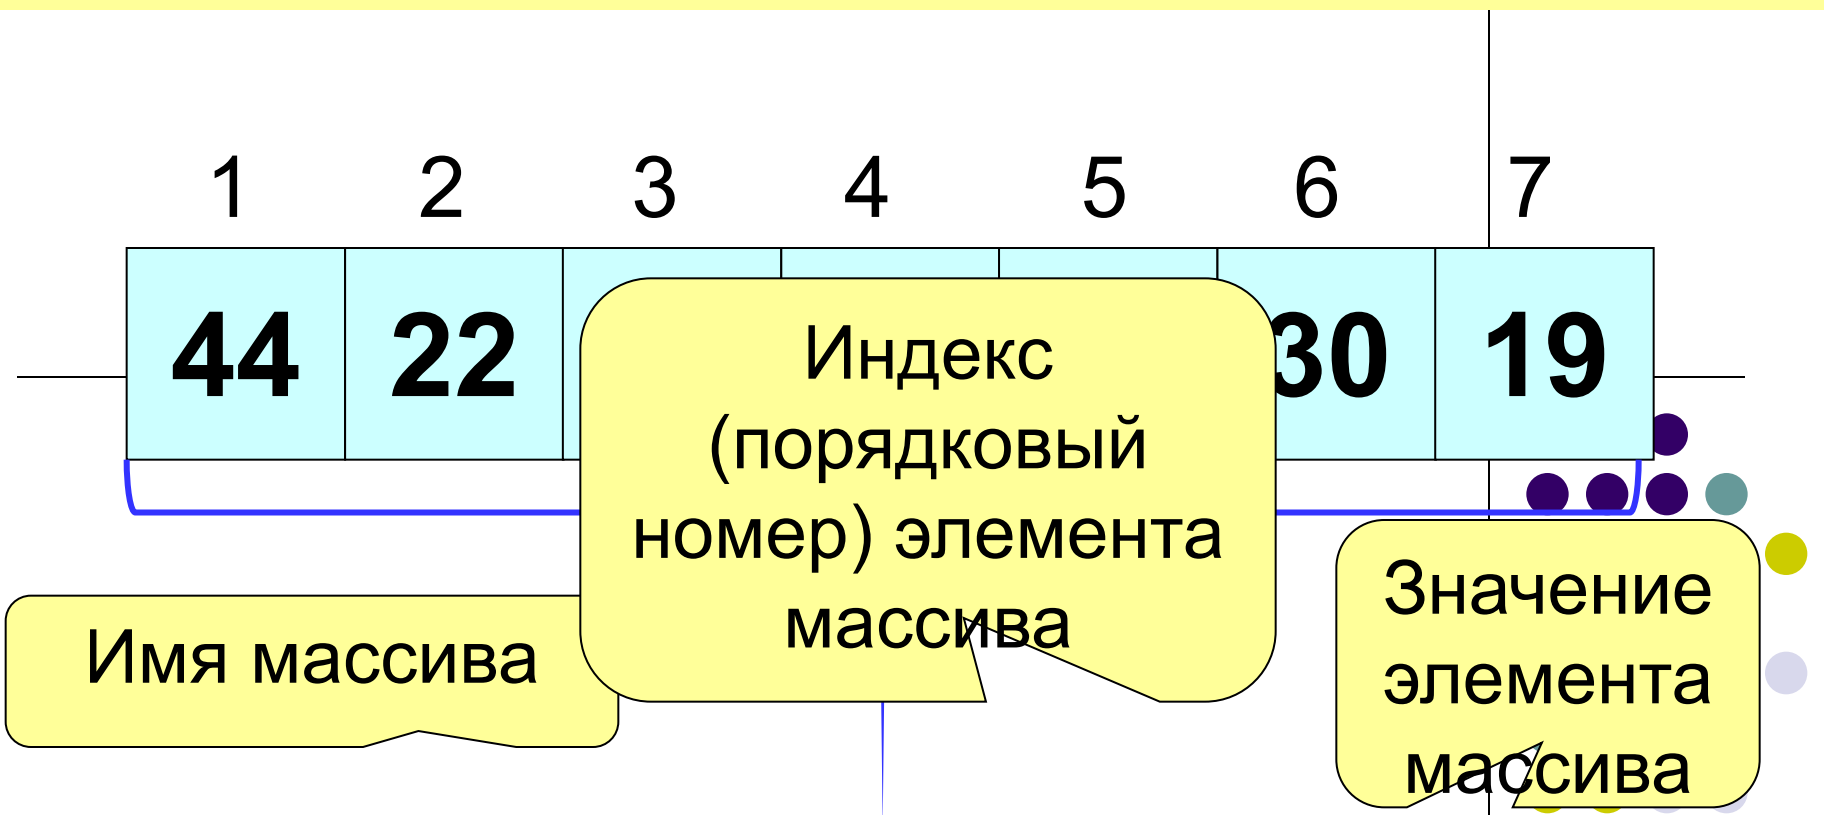 1 2 3 4 5 6 7
44 22 30 19
Индекс
(порядковый
номер) элемента
массива
Имя массива
Значение
элемента
массива